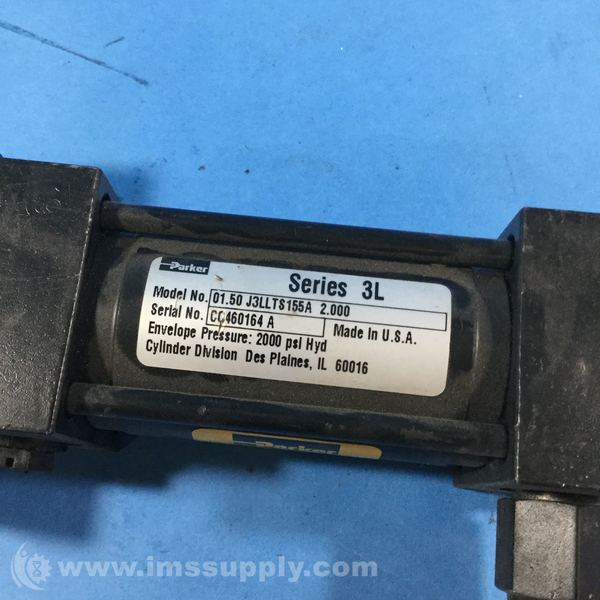 Parker
Series 3L
Model No. 01.50 J3LLTS155A 2.000
Serial No. CC460164 A Made in U.S.A.
Envelope Pressure: 2000 psi Hyd
Cylinder Division Des Plaines, IL 60016
Parker
www.imssupply.com